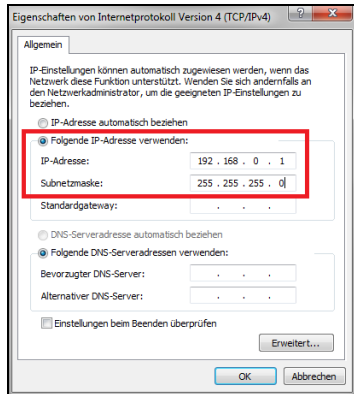 Eigenschaften von Internetprotokoll Version 4 (TCP/IPv4)
Allgemein
IP-Einstellungen können automatisch zugewiesen werden, wenn das
Netzwerk diese Funktion unterstützt. Wenden Sie sich andernfalls an
den Netzwerkadministrator, um die geeigneten IP-Einstellungen zu
beziehen.
IP-Adresse automatisch beziehen
Folgende IP-Adresse verwenden:
IP-Adresse: 192 . 168 . 0 . 1
Subnetzmaske: 255 . 255 . 255 . 0
Standardgateway: . . .
DNS-Serveradresse automatisch beziehen
Folgende DNS-Serveradressen verwenden:
Bevorzugter DNS-Server: . . .
Alternativer DNS-Server: . . .
Einstellungen beim Beenden überprüfen
Erweitert...
OK Abbrechen